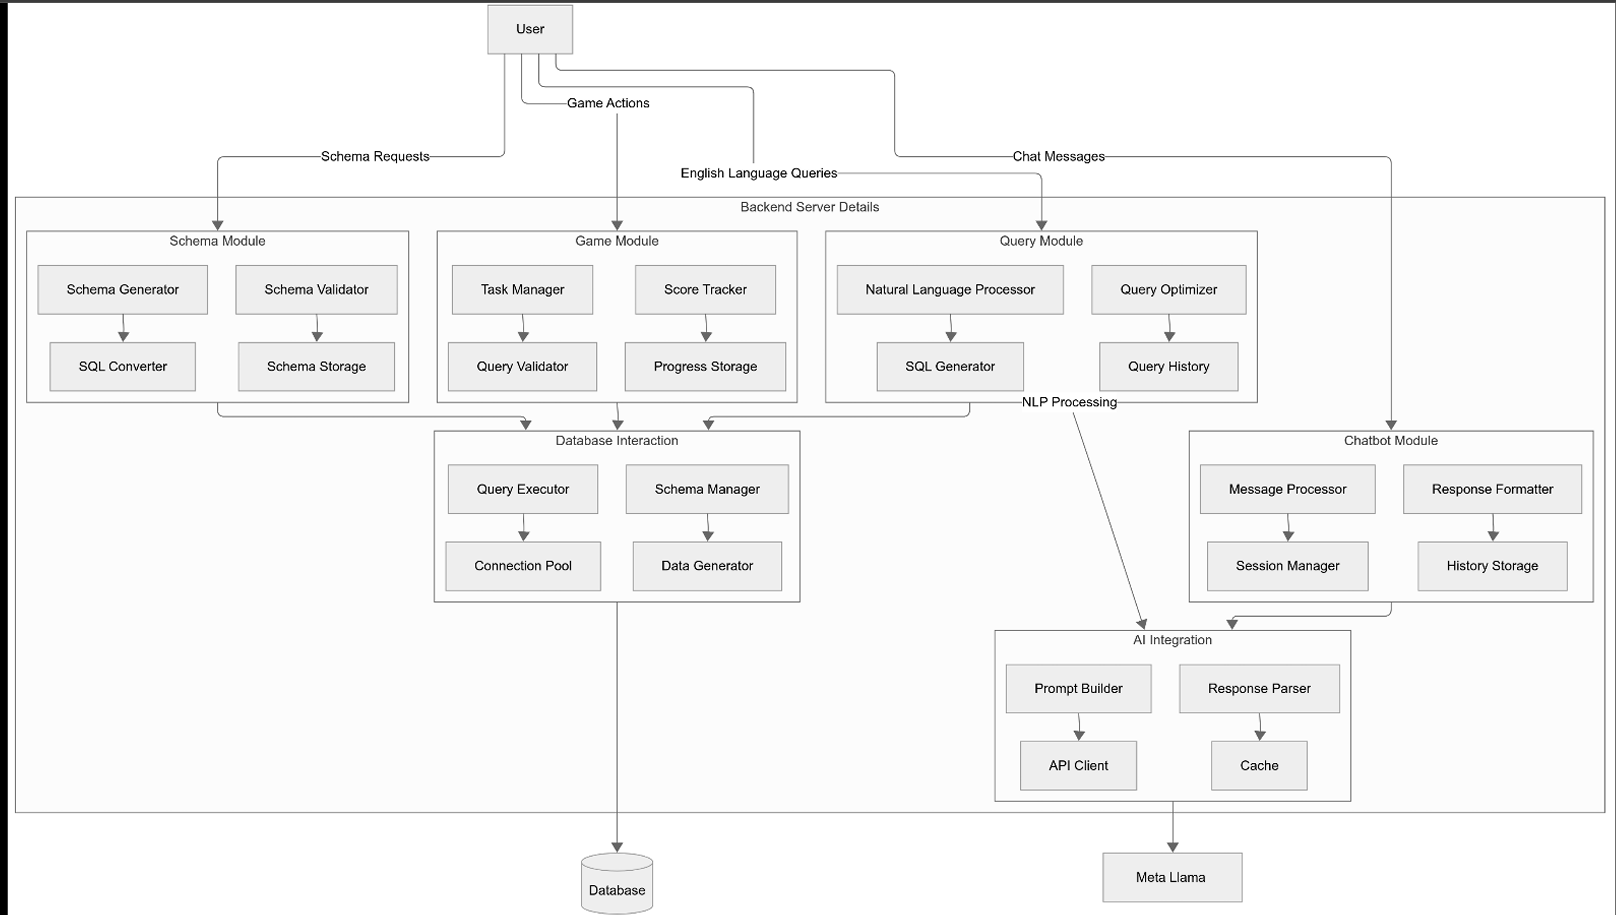 User
Game Actions
Schema Requests
Chat Messages
English Language Queries
Backend Server Details
Schema Module
Game Module
Query Module
Schema Generator
Schema Validator
Task Manager
Score Tracker
Natural Language Processor
Query Optimizer
SQL Converter
Schema Storage
Query Validator
Progress Storage
SQL Generator
Query History
NLP Processing
Database Interaction
Chatbot Module
Query Executor
Schema Manager
Message Processor
Response Formatter
Connection Pool
Data Generator
Session Manager
History Storage
AI Integration
Prompt Builder
Response Parser
API Client
Cache
Database
Meta Llama